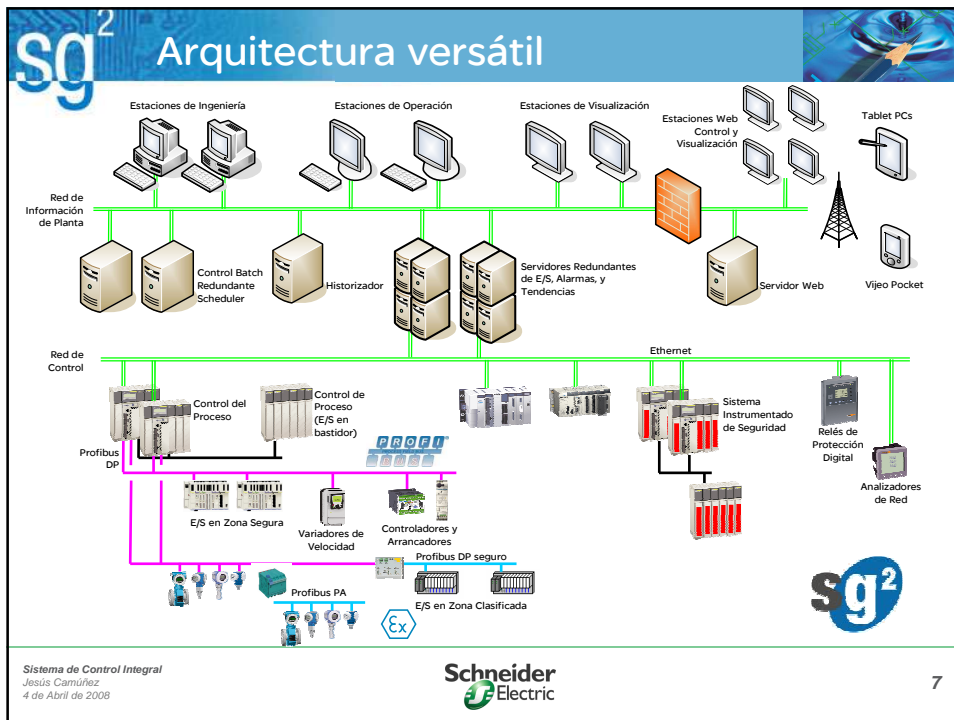 sg²
Arquitectura versátil
Estaciones de Ingeniería
Estaciones de Operación
Estaciones de Visualización
Estaciones Web
Control y
Visualización
Tablet PCs
Red de
Información
de Planta
Control Batch
Redundante
Scheduler
Historizador
Servidores Redundantes
de E/S, Alarmas, y
Tendencias
Servidor Web
Vijeo Pocket
Red de
Control
Ethernet
Control del
Proceso
Control de
Proceso
(E/S en
bastidor)
Sistema
Instrumentado
de Seguridad
Relés de
Protección
Digital
Analizadores
de Red
Profibus
DP
PROFI
BUS
E/S en Zona Segura
Variadores de
Velocidad
Controladores y
Arrancadores
Profibus DP seguro
E/S en Zona Clasificada
Profibus PA
Ex
sg²
Sistema de Control Integral
Jesús Camúñez
4 de Abril de 2008
Schneider
Electric
7